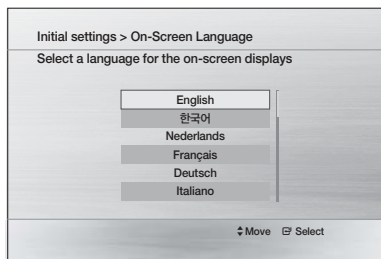 Initial settings > On-Screen Language
Select a language for the on-screen displays
English
한국어
Nederlands
Français
Deutsch
Italiano
Move Select